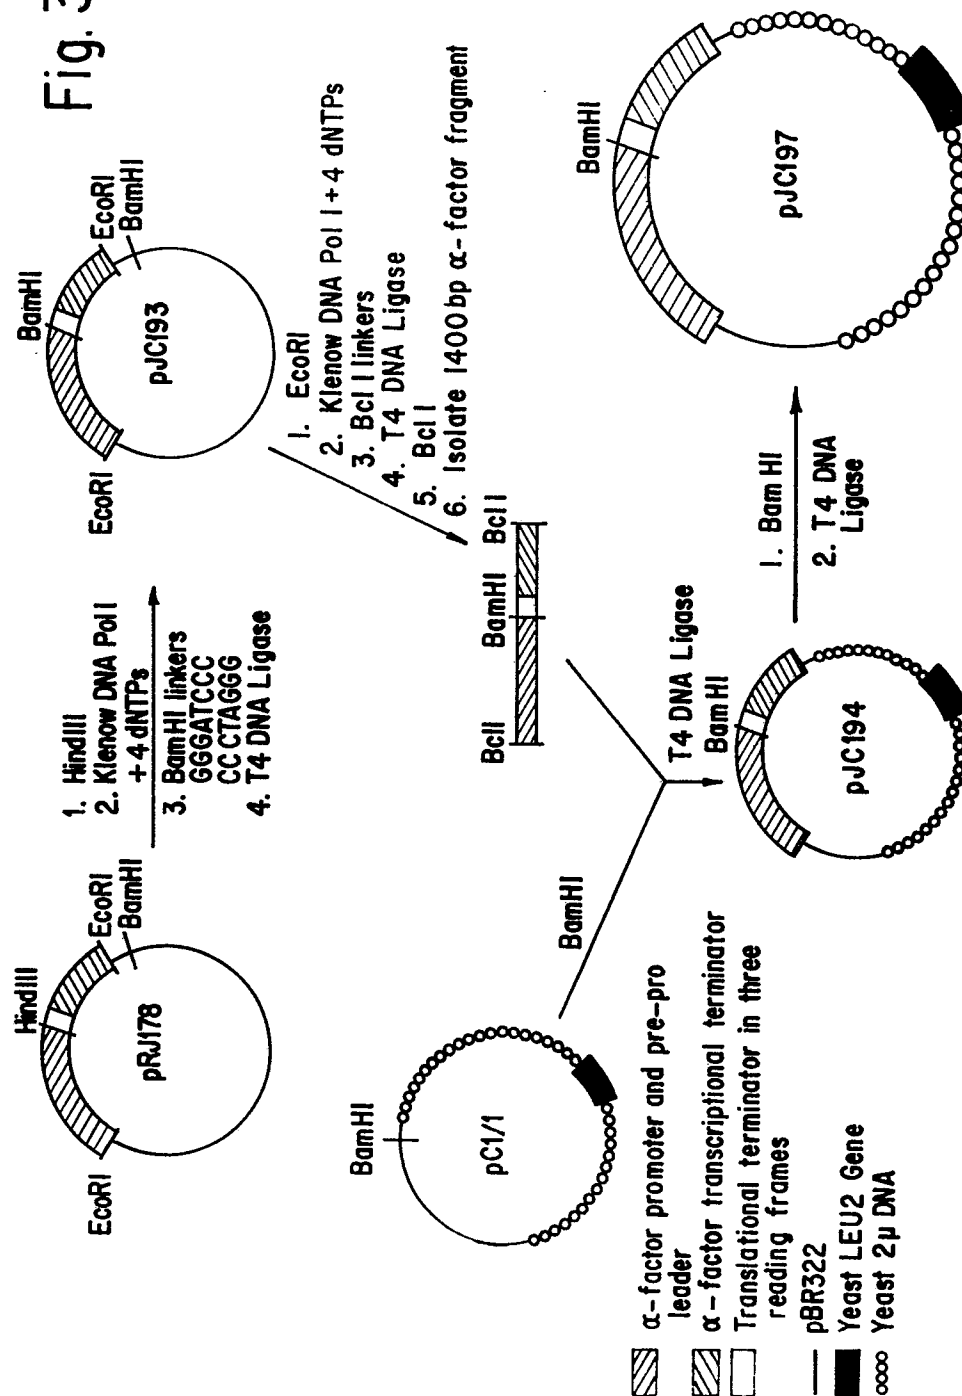 Fig. 3
HindIII
EcoRI
BamHI
EcoRI
pRJ178
1. HindIII
2. Klenow DNA Pol I
+ 4 dNTPs
3. BamHI linkers
GGGATCCC
CCCTAGGG
4. T4 DNA Ligase
BamHI
EcoRI
BamHI
EcoRI
pJC193
1. EcoRI
2. Klenow DNA Pol I + 4 dNTPs
3. Bcl I linkers
4. T4 DNA Ligase
5. Bcl I
6. Isolate 1400bp α-factor fragment
BclI
BamHI
Bcl I
BamHI
pC1/1
BamHI
T4 DNA Ligase
BamHI
pJC194
1. Bam HI
2. T4 DNA
Ligase
BamHI
pJC197
α-factor promoter and pre-pro
leader
α-factor transcriptional terminator
Translational terminator in three
reading frames
pBR322
Yeast LEU2 Gene
Yeast 2μ DNA